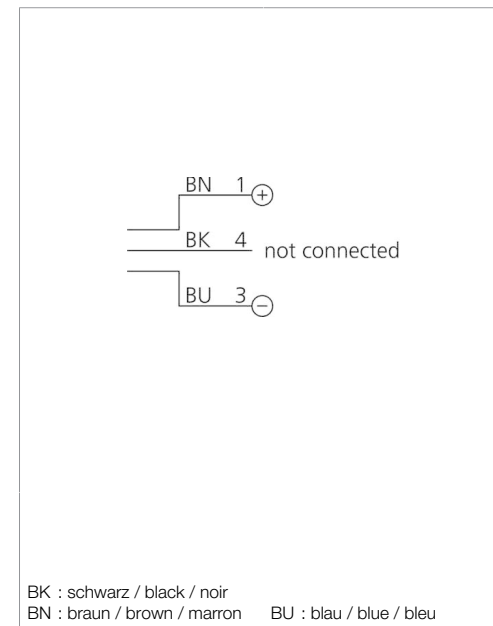 BN 1 +
BK 4 not connected
BU 3 −
BK : schwarz / black / noir
BN : braun / brown / marron BU : blau / blue / bleu